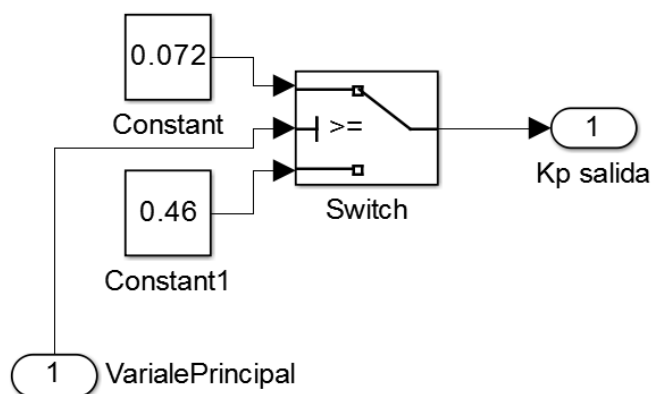 0.072
Constant
>=
1
Kp salida
Switch
0.46
Constant1
1
VarialePrincipal